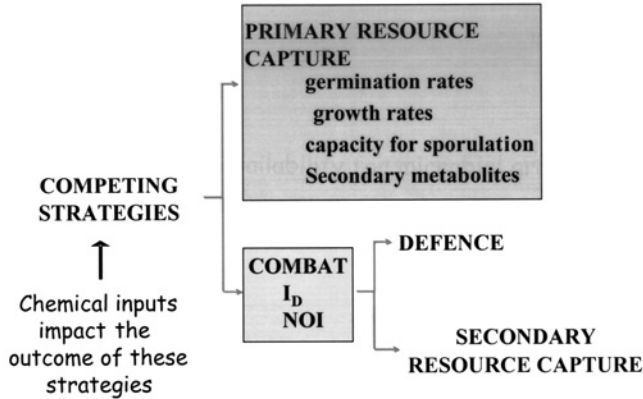 PRIMARY RESOURCE
CAPTURE
germination rates
growth rates
capacity for sporulation
Secondary metabolites
COMPETING
STRATEGIES
Chemical inputs
impact the
outcome of these
strategies
COMBAT
I_D
NOI
DEFENCE
SECONDARY
RESOURCE CAPTURE